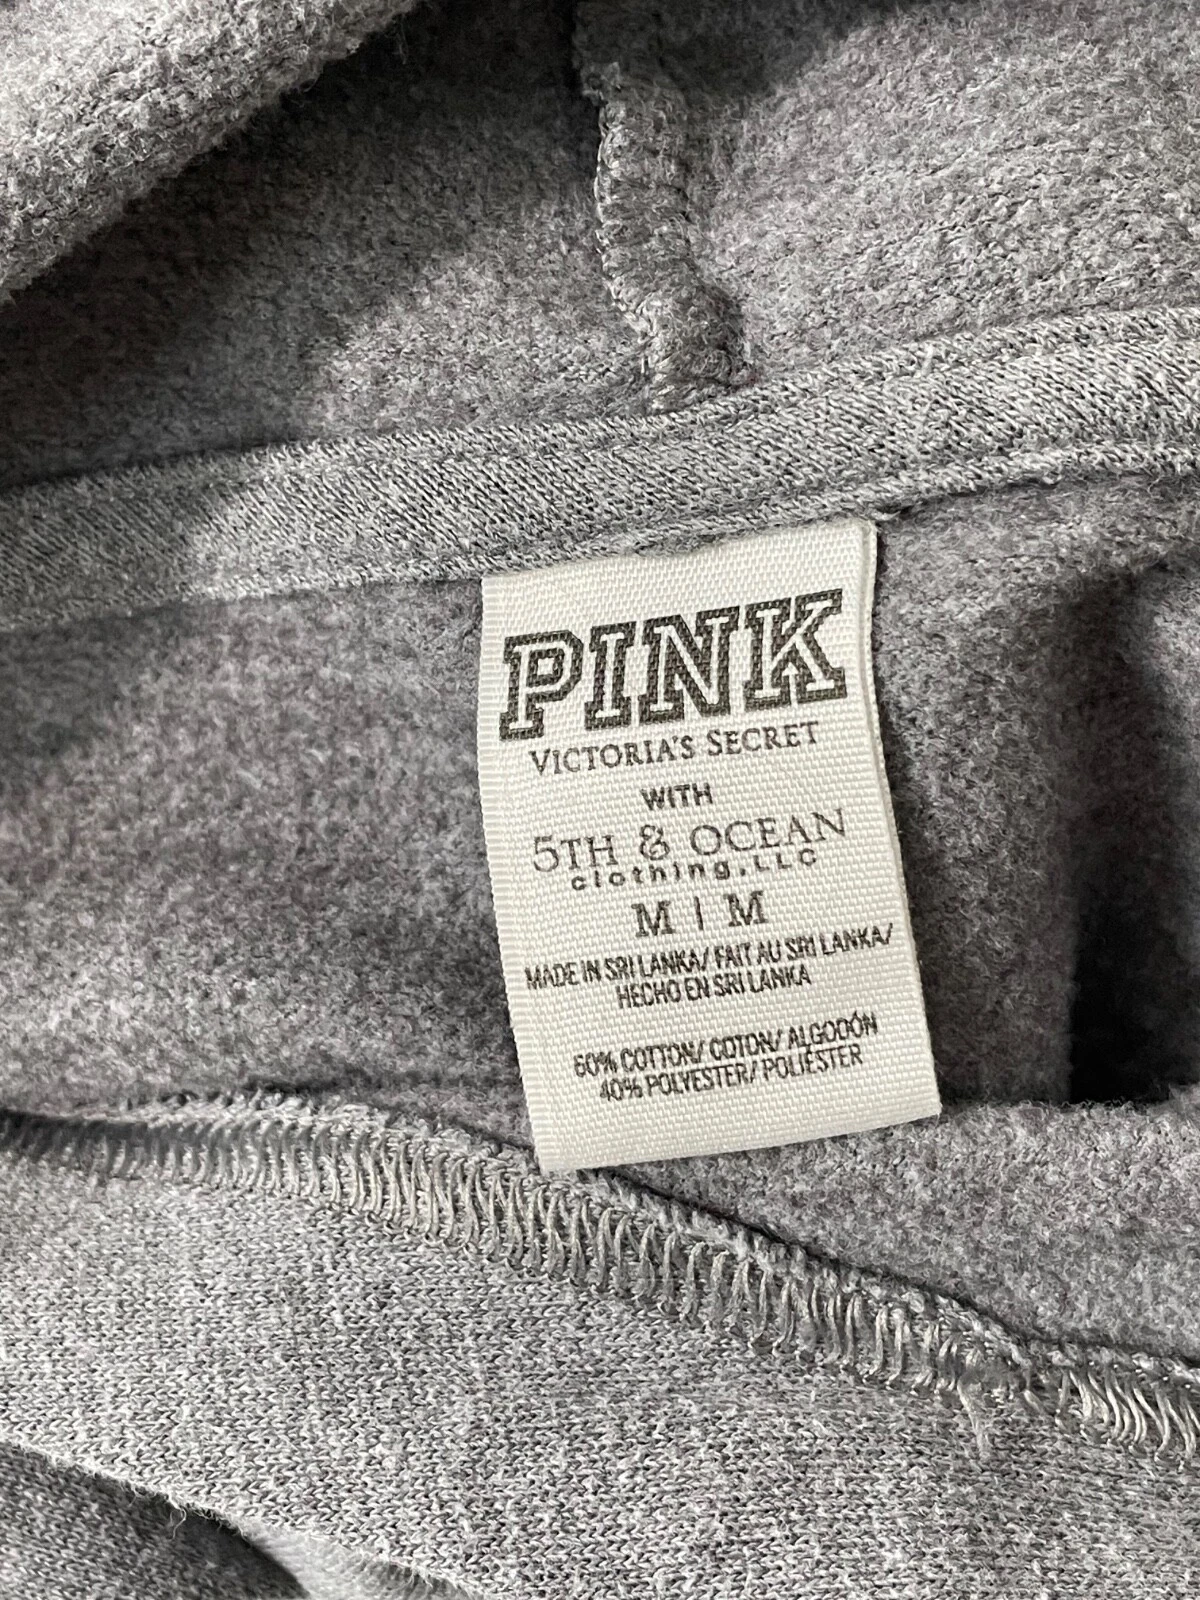 PINK
VICTORIA'S SECRET
WITH
5TH & OCEAN
clothing, LLC
M | M
MADE IN SRI LANKA/ FAIT AU SRI LANKA/
HECHO EN SRI LANKA
60% COTTON/ COTON/ ALGODÓN
40% POLYESTER/ POLIÉSTER